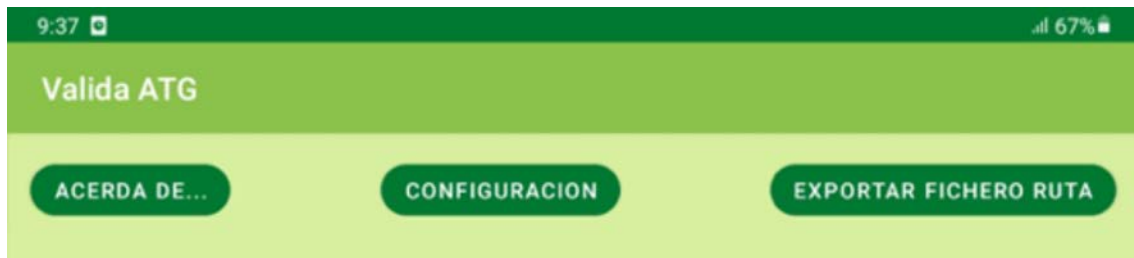 9:37 67%
Valida ATG
ACERDA DE... CONFIGURACION EXPORTAR FICHERO RUTA